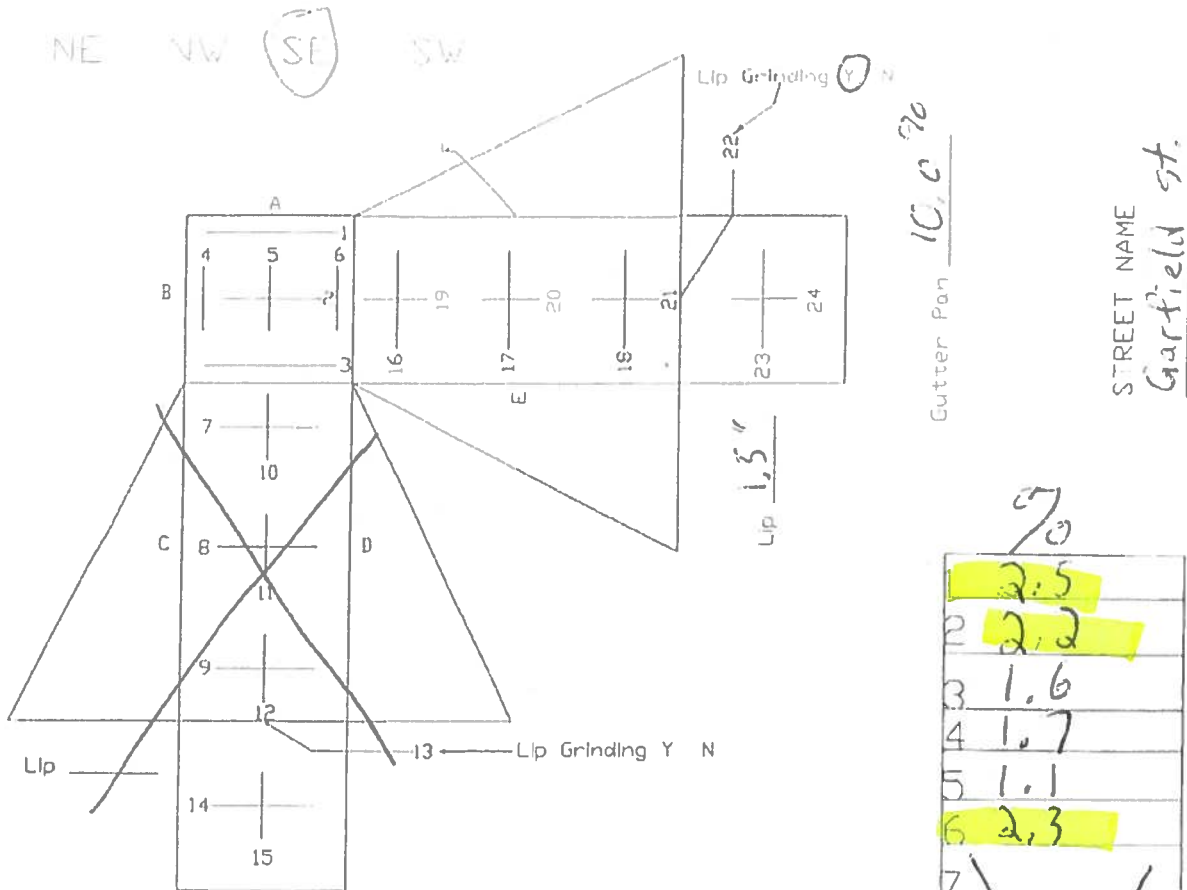 NE NW SE SW
Lip Grinding Y N
22
A
1
4 5 6
B
2
19 20 21 24
3
16 17 18 23
E
7
10
C 8 D
11
9
12
13 Lip Grinding Y N
Lip
14
15
Lip 1.5"
Gutter Pan 10.0 %
STREET NAME
Garfield st.
%
1 2.5
2 2.2
3 1.6
4 1.7
5 1.1
6 2.3
7